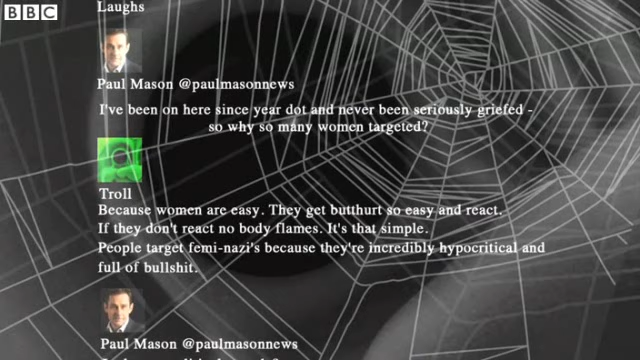 BBC
Laughs
Paul Mason @paulmasonnews
I've been on here since year dot and never been seriously griefed -
so why so many women targeted?
Troll
Because women are easy. They get butthurt so easy and react.
If they don't react no body flames. It's that simple.
People target femi-nazi's because they're incredibly hypocritical and
full of bullshit.
Paul Mason @paulmasonnews